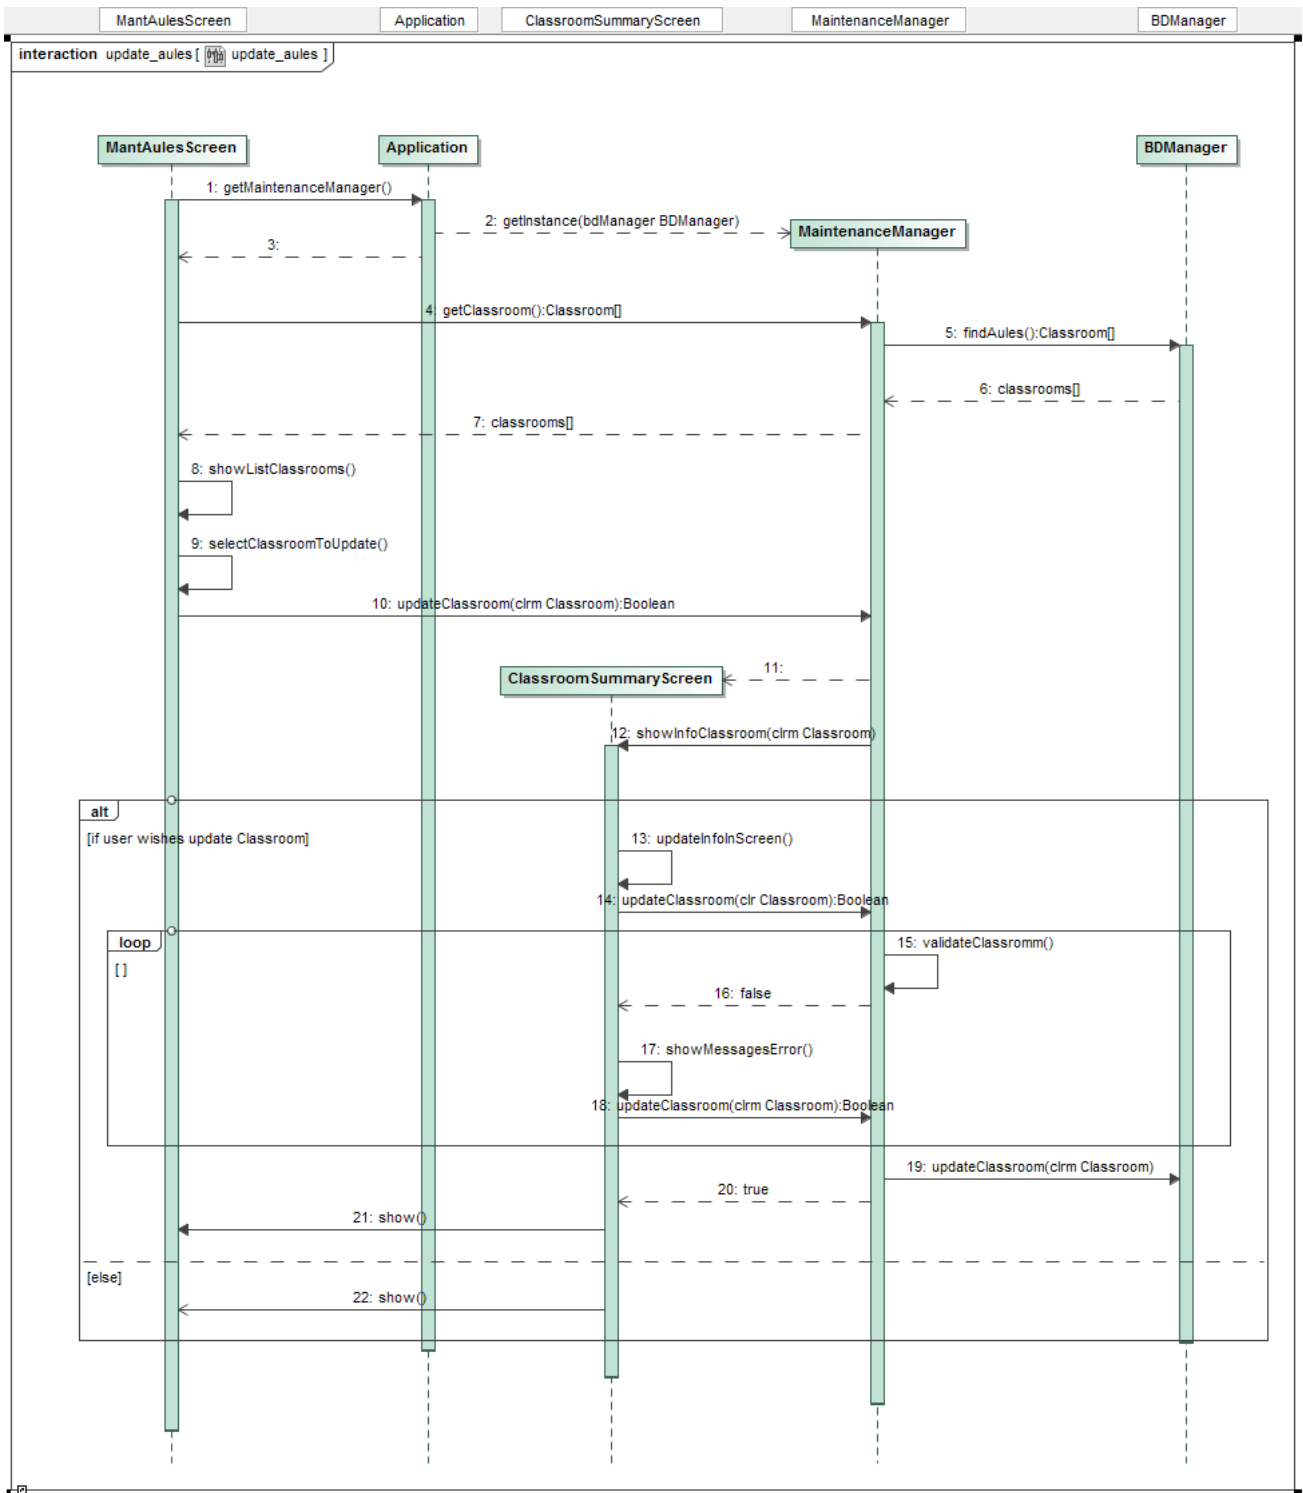 MantAulesScreen
Application
ClassroomSummaryScreen
MaintenanceManager
BDManager
interaction update_aules [ update_aules ]
MantAulesScreen
Application
BDManager
1: getMaintenanceManager()
2: getInstance(bdManager BDManager)
MaintenanceManager
3:
4: getClassroom():Classroom[]
5: findAules():Classroom[]
6: classrooms[]
7: classrooms[]
8: showListClassrooms()
9: selectClassroomToUpdate()
10: updateClassroom(clrm Classroom):Boolean
11:
ClassroomSummaryScreen
12: showInfoClassroom(clrm Classroom)
alt
[if user wishes update Classroom]
13: updateInfoInScreen()
14: updateClassroom(clr Classroom):Boolean
loop
[ ]
15: validateClassromm()
16: false
17: showMessagesError()
18: updateClassroom(clrm Classroom):Boolean
19: updateClassroom(clrm Classroom)
20: true
21: show()
[else]
22: show()